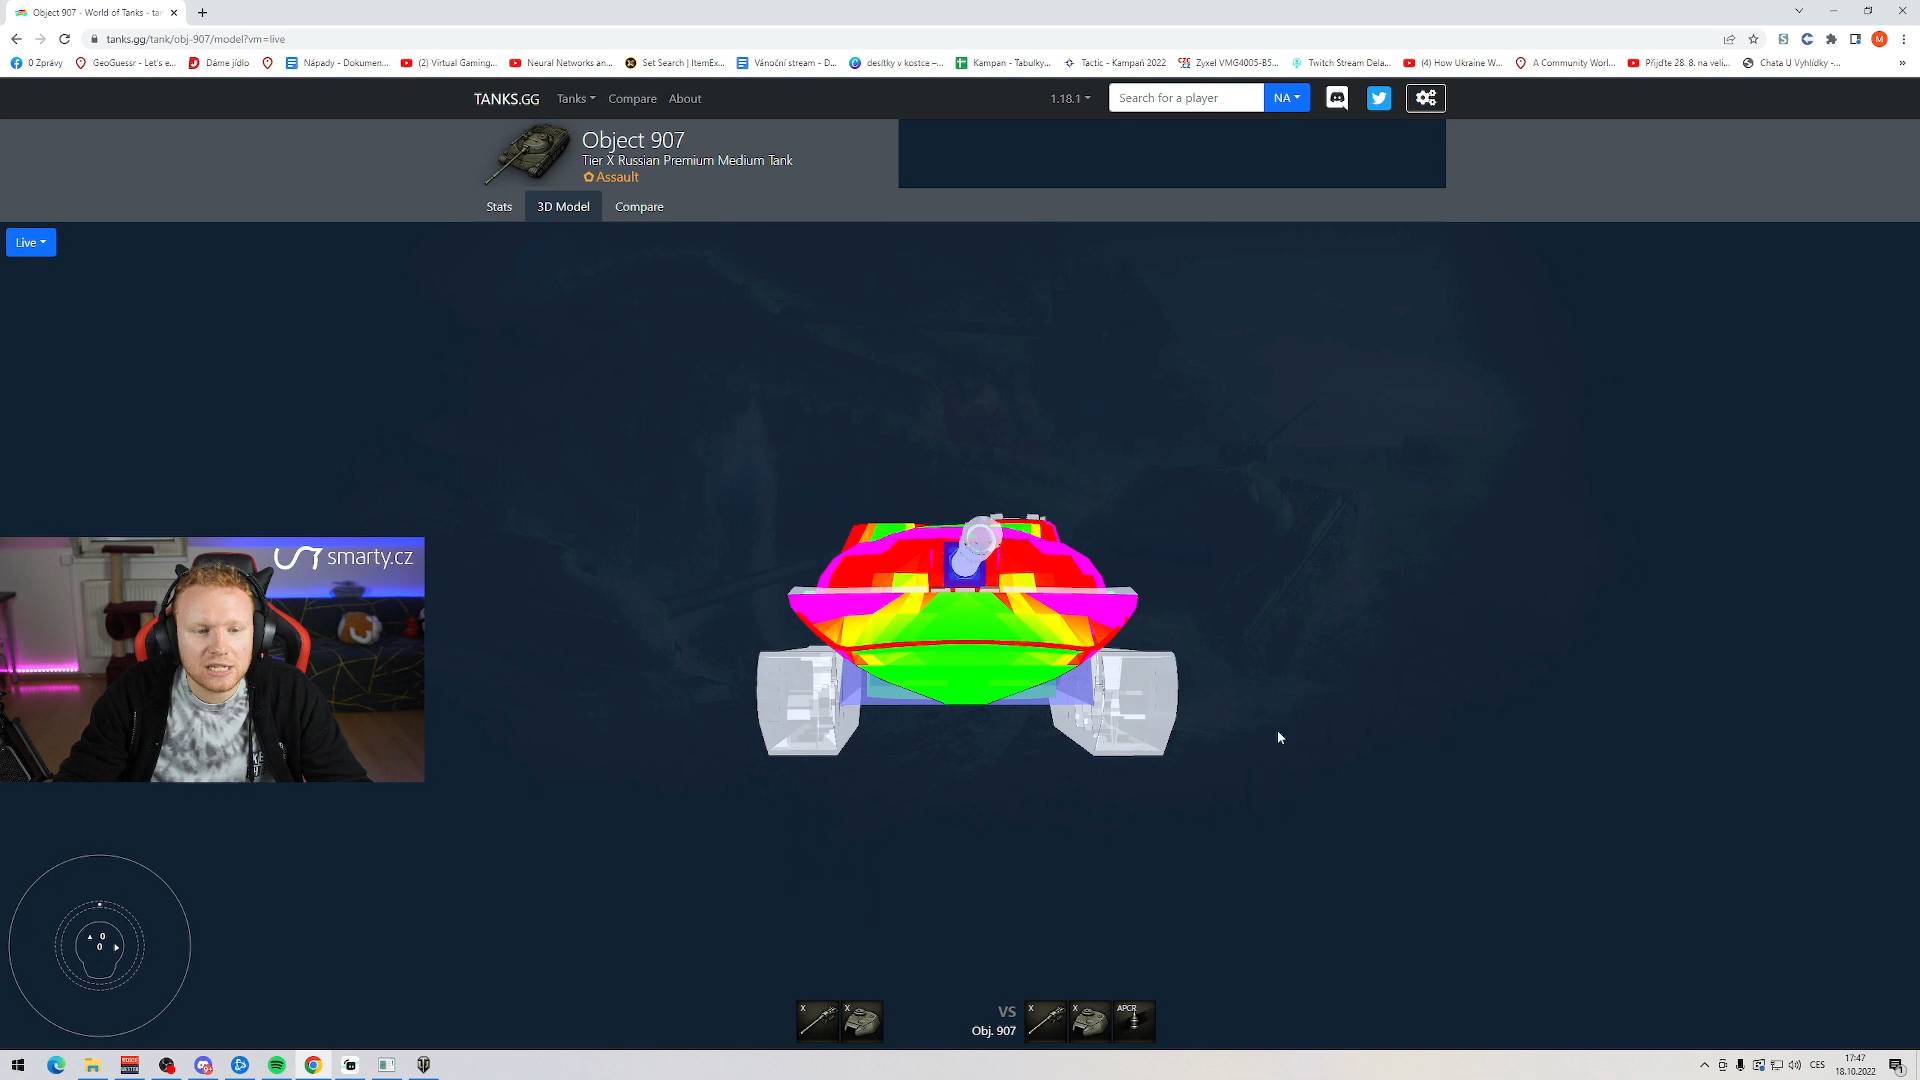 Object 907 - World of Tanks - tan
tanks.gg/tank/obj-907/model?vm=live
0 Zprávy
GeoGuessr - Let's e...
Dáme jídlo
Nápady - Dokumen...
(2) Virtual Gaming...
Neural Networks an...
Set Search | ItemEx...
Vánoční stream - D...
desítky v kostce –...
Kampan - Tabulky...
Tactic - Kampaň 2022
Zyxel VMG4005-B5...
Twitch Stream Dela...
(4) How Ukraine W...
A Community Worl...
Přijďte 28. 8. na veli...
Chata U Vyhlídky -...
TANKS.GG
Tanks
Compare
About
1.18.1
Search for a player
NA
Object 907
Tier X Russian Premium Medium Tank
Assault
Stats
3D Model
Compare
Live
smarty.cz
0
0
X
X
VS
Obj. 907
X
X
APCR
CES
17:47
18.10.2022